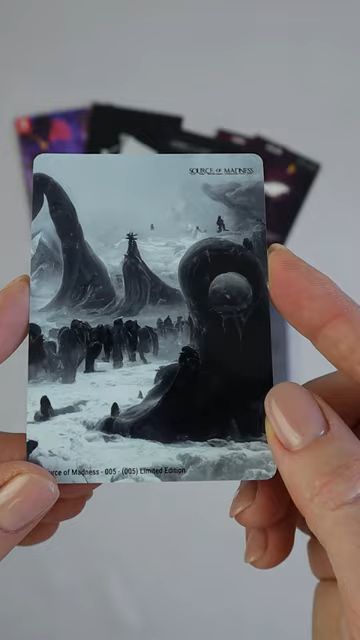 SOURCE OF MADNESS
urce of Madness - 005 - (005) Limited Edition